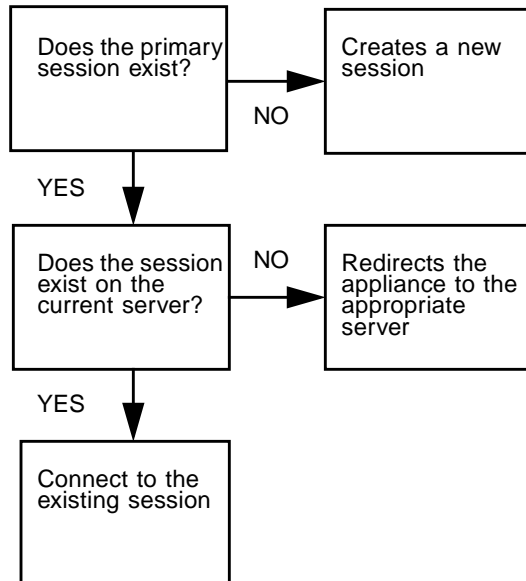 Does the primary
session exist?
Creates a new
session
NO
YES
Does the session
exist on the
current server?
NO
Redirects the
appliance to the
appropriate
server
YES
Connect to the
existing session